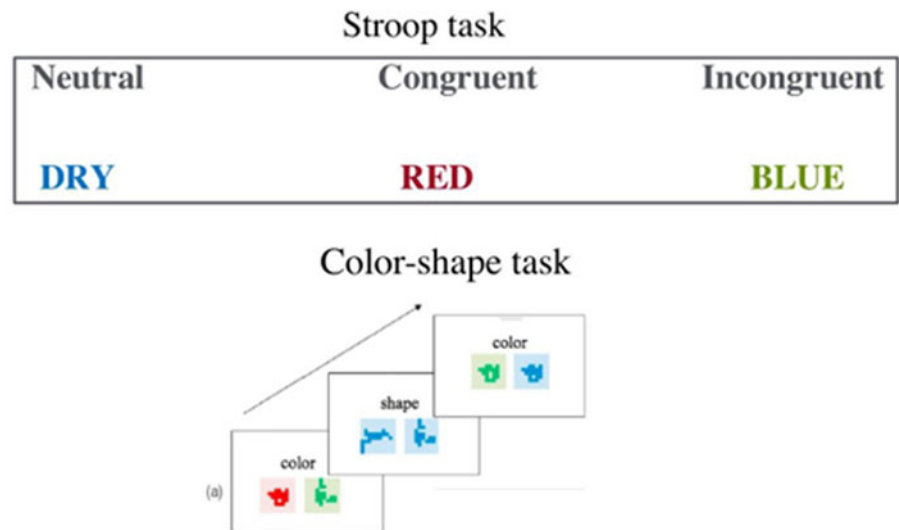 Stroop task
Neutral Congruent Incongruent
DRY RED BLUE
Color-shape task
color
shape
color
(a)